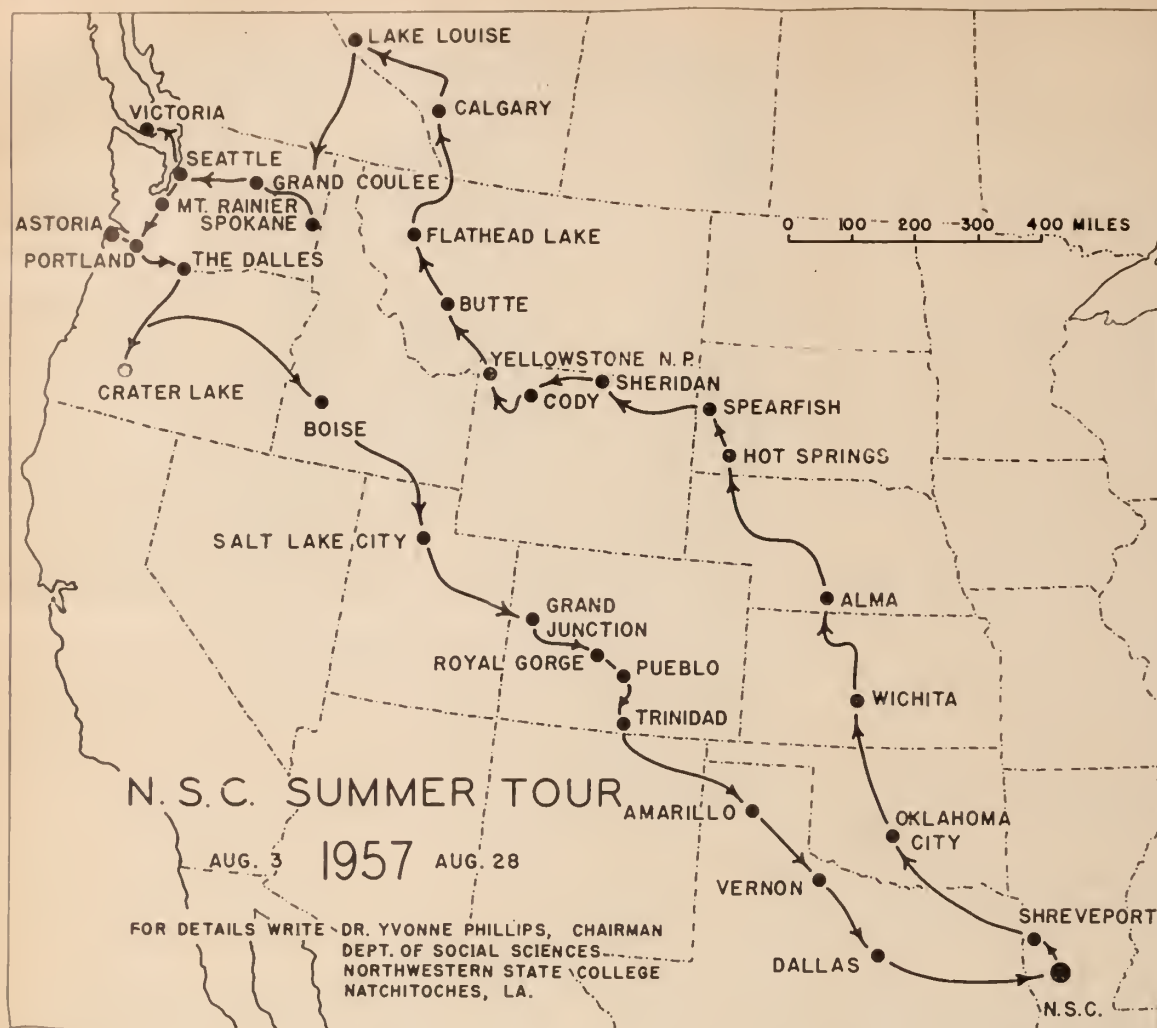 LAKE LOUISE
CALGARY
VICTORIA
SEATTLE
GRAND COULEE
MT. RAINIER
SPOKANE
ASTORIA
PORTLAND
THE DALLES
FLATHEAD LAKE
0 100 200 300 400 MILES
BUTTE
YELLOWSTONE N.P.
SHERIDAN
CODY
SPEARFISH
CRATER LAKE
BOISE
HOT SPRINGS
SALT LAKE CITY
ALMA
GRAND
JUNCTION
ROYAL GORGE
PUEBLO
TRINIDAD
WICHITA
N.S.C. SUMMER TOUR
AMARILLO
OKLAHOMA
CITY
AUG. 3 1957 AUG. 28
VERNON
SHREVEPORT
DALLAS
N.S.C.
FOR DETAILS WRITE DR. YVONNE PHILLIPS, CHAIRMAN
DEPT. OF SOCIAL SCIENCES
NORTHWESTERN STATE COLLEGE
NATCHITOCHES, LA.